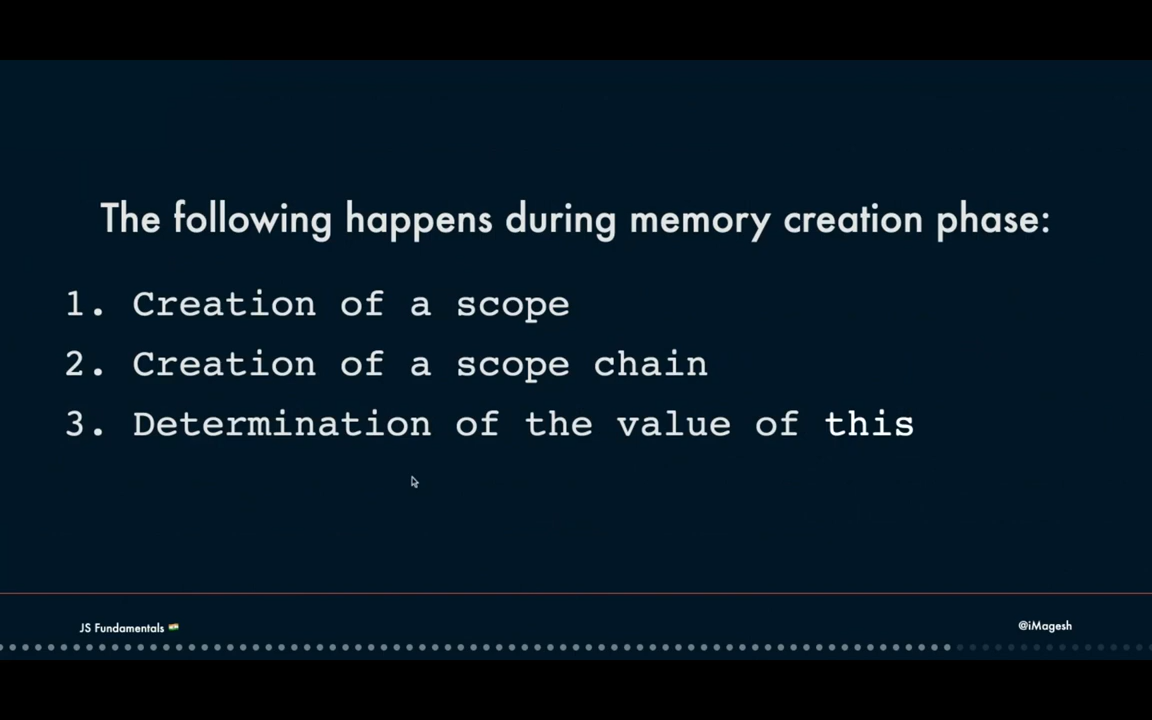 The following happens during memory creation phase:
1. Creation of a scope
2. Creation of a scope chain
3. Determination of the value of this
JS Fundamentals 🇮🇳
@iMagesh